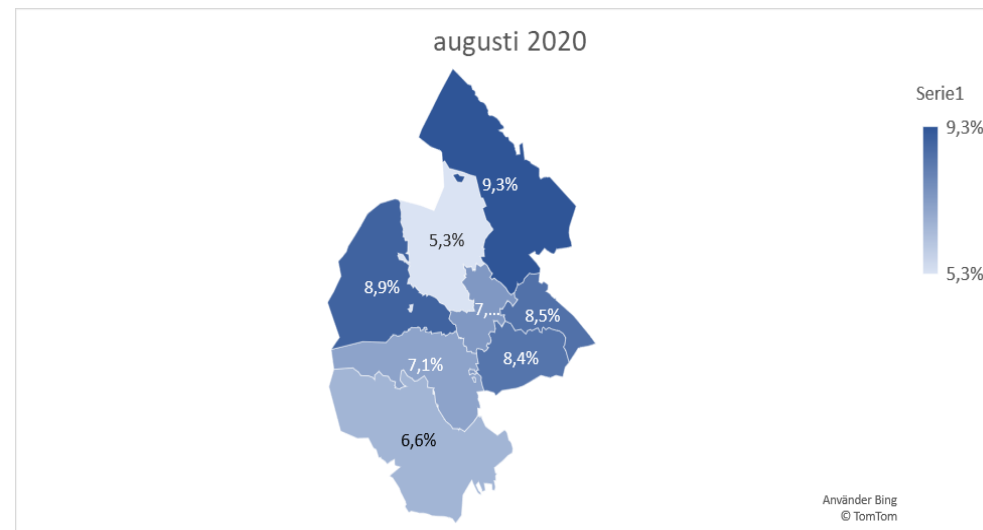 augusti 2020
Serie1
9,3%
5,3%
9,3%
5,3%
8,9%
7,...
8,5%
8,4%
7,1%
6,6%
Använder Bing
© TomTom